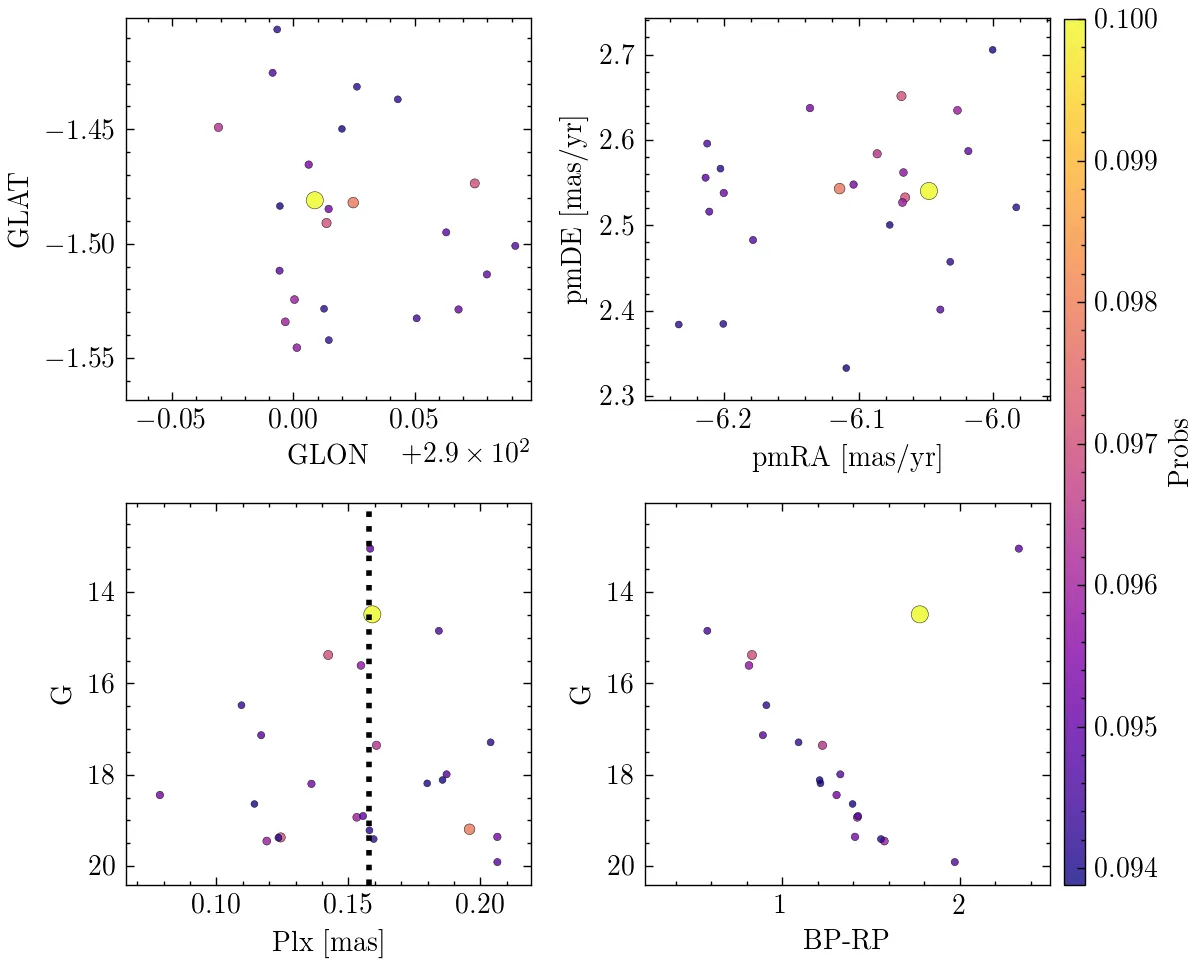 −1.45
−1.50
−1.55
GLAT
−0.05 0.00 0.05
GLON +2.9 × 10²
2.7
2.6
2.5
2.4
2.3
pmDE [mas/yr]
−6.2 −6.1 −6.0
pmRA [mas/yr]
14
16
18
20
G
0.10 0.15 0.20
Plx [mas]
14
16
18
20
G
1 2
BP-RP
0.100
0.099
0.098
0.097
0.096
0.095
0.094
Probs